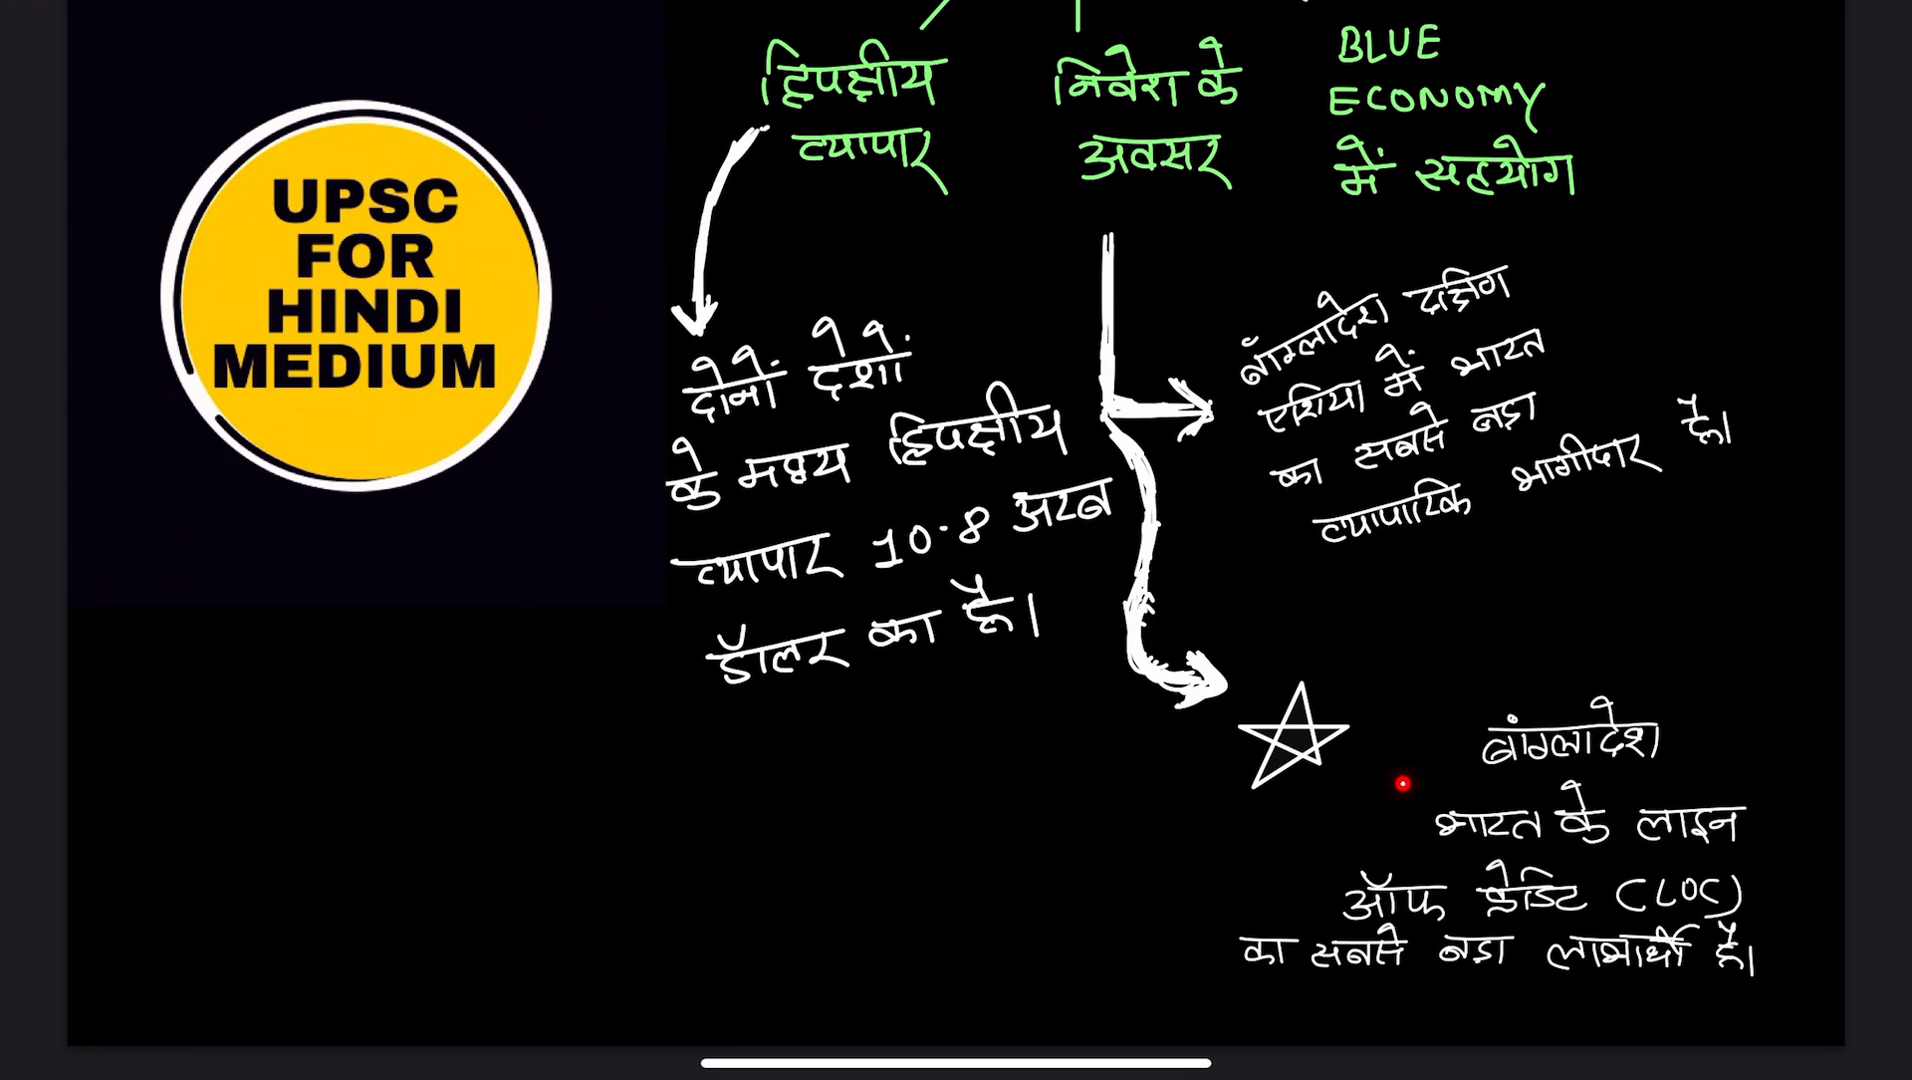 UPSC
FOR
HINDI
MEDIUM
द्विपक्षीय
व्यापार
निवेश के
अवसर
BLUE
ECONOMY
में सहयोग
दोनों देशों
के मध्य द्विपक्षीय
व्यापार 10.8 अरब
डॉलर का है।
बाँग्लादेश दक्षिण
एशिया में भारत
का सबसे बड़ा
व्यापारिक भागीदार है।
बांग्लादेश
भारत के लाइन
ऑफ क्रेडिट (LOC)
का सबसे बड़ा लाभार्थी है।